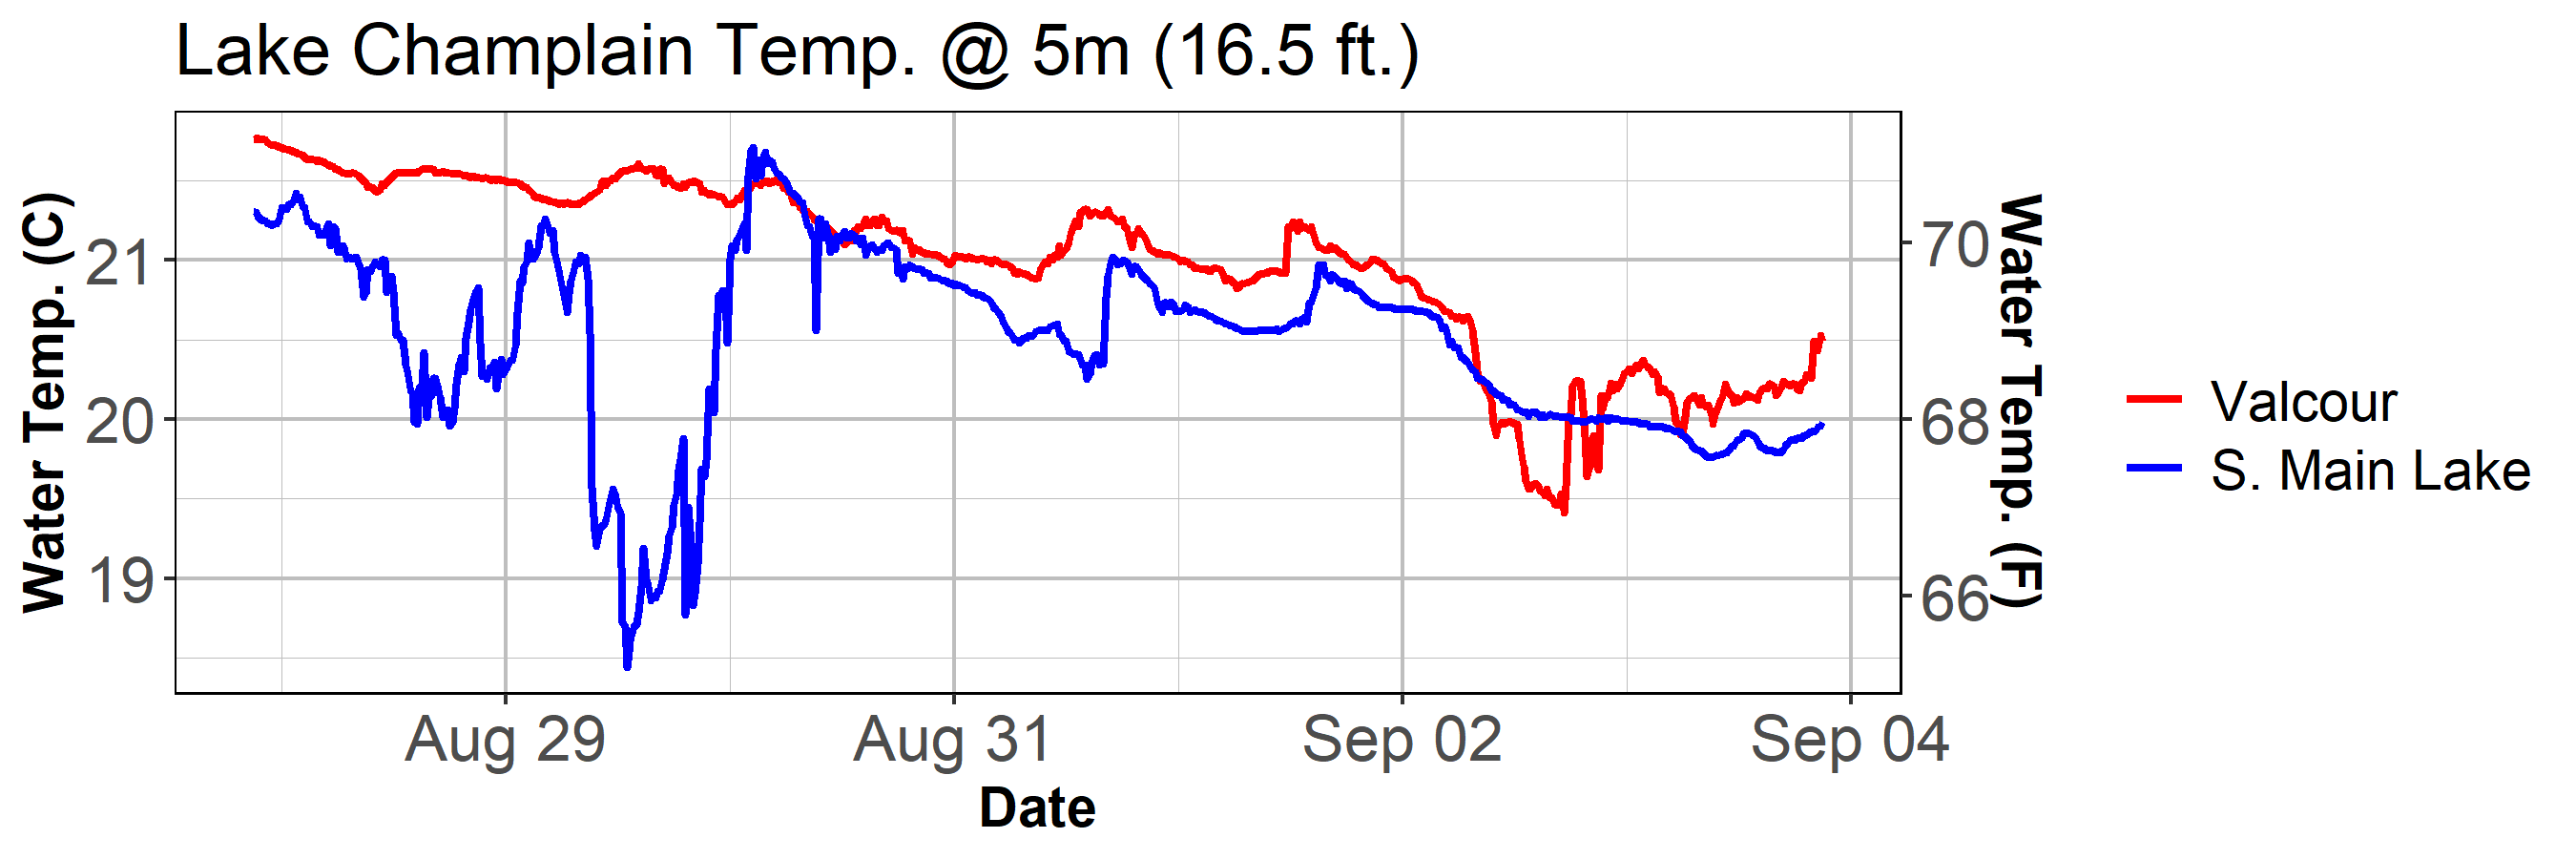 Lake Champlain Temp. @ 5m (16.5 ft.)
Water Temp. (C)
21
20
19
70
68
66
Water Temp. (F)
Aug 29
Aug 31
Sep 02
Sep 04
Date
Valcour
S. Main Lake